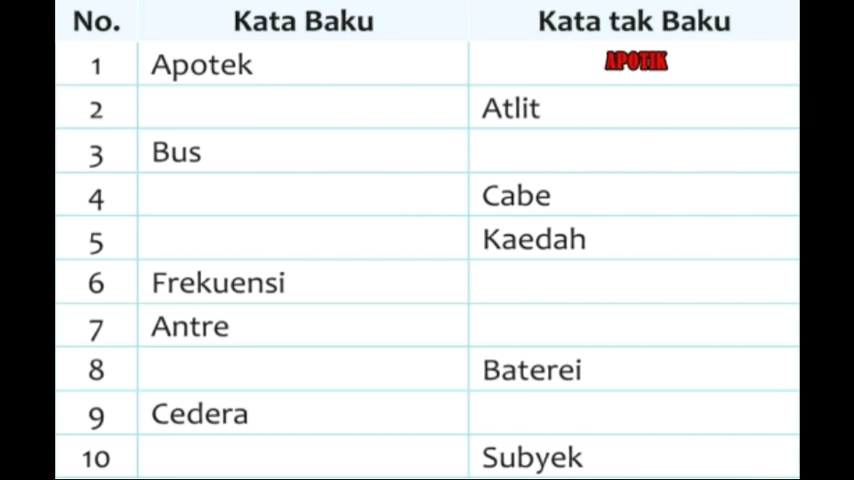 No. Kata Baku Kata tak Baku
1 Apotek APOTIK
2 Atlit
3 Bus
4 Cabe
5 Kaedah
6 Frekuensi
7 Antre
8 Baterei
9 Cedera
10 Subyek